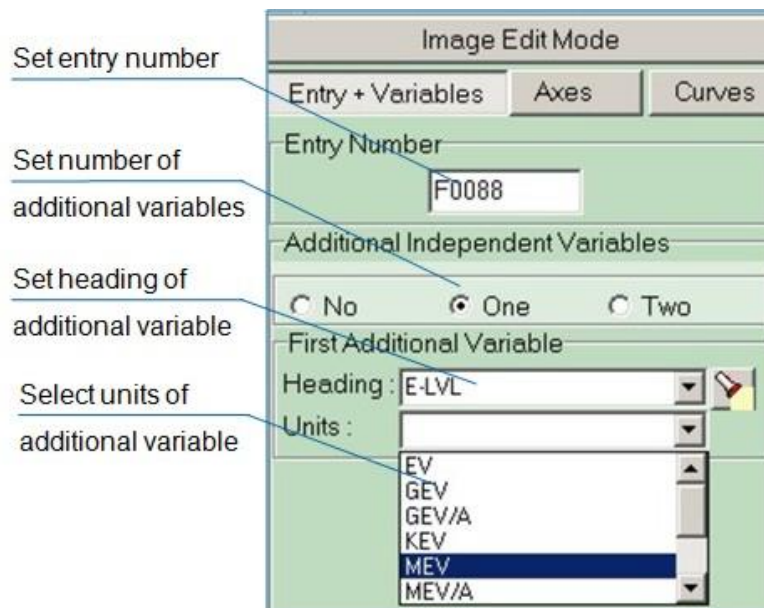 Image Edit Mode
Set entry number
Entry + Variables Axes Curves
Entry Number
F0088
Set number of
additional variables
Additional Independent Variables
No One Two
Set heading of
additional variable
First Additional Variable
Heading : E-LVL
Select units of
additional variable
Units :
EV
GEV
GEV/A
KEV
MEV
MEV/A